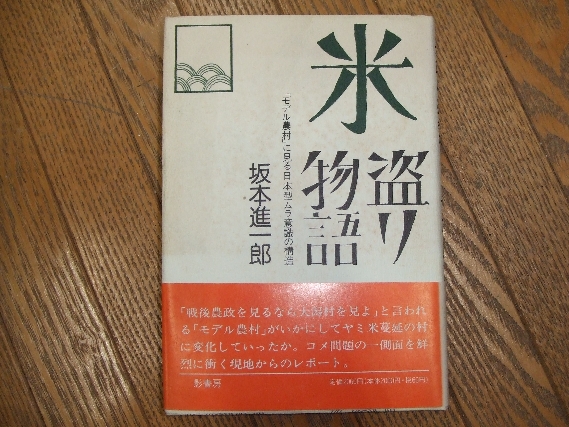 米
盗り
物語
「モデル農村」に見る日本型ムラ意識の構造
坂本進一郎
「戦後農政を見るなら大潟村を見よ」と言われ
る「モデル農村」がいかにしてヤミ米蔓延の村
に変化していったか。コメ問題の一側面を鮮
烈に衝く現地からのレポート。
影書房